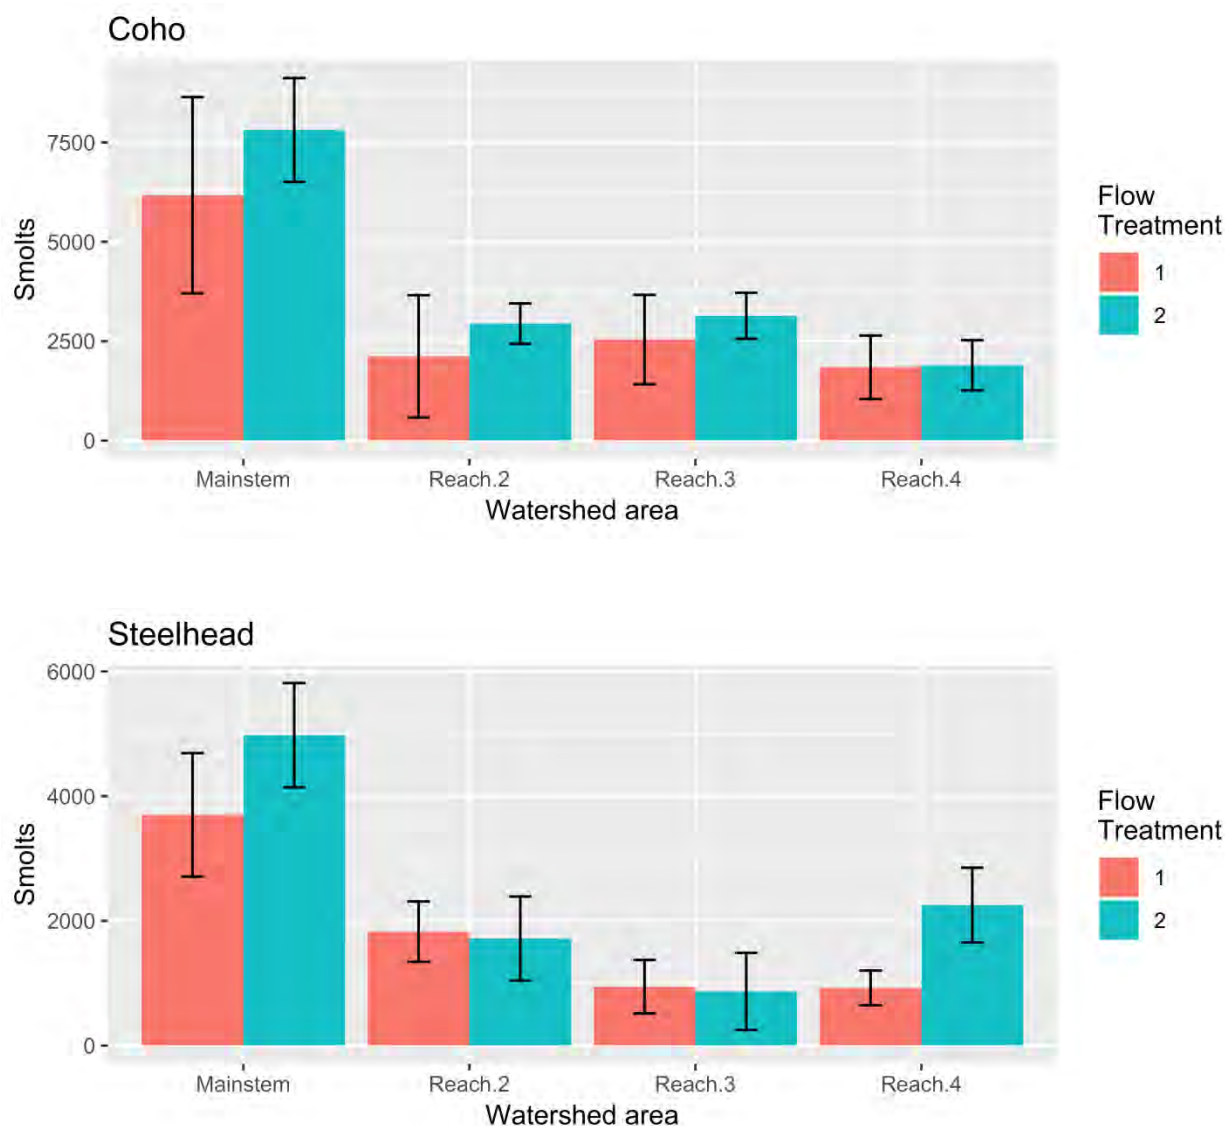 Coho
7500
5000
2500
0
Smolts
Mainstem Reach.2 Reach.3 Reach.4
Watershed area
Flow
Treatment
1
2
Steelhead
6000
4000
2000
0
Smolts
Mainstem Reach.2 Reach.3 Reach.4
Watershed area
Flow
Treatment
1
2